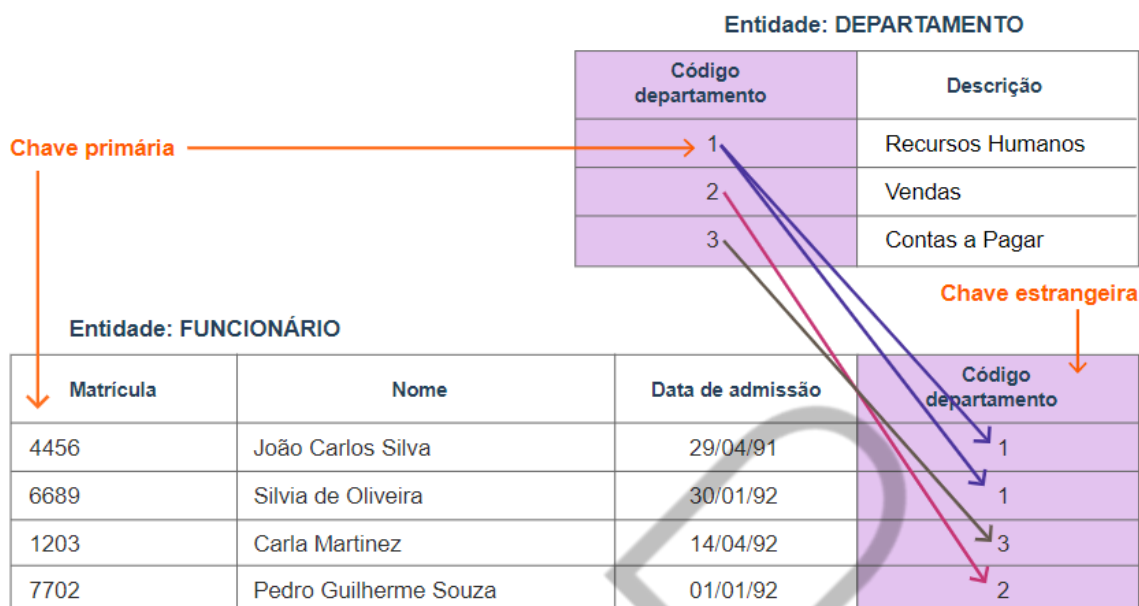 Entidade: DEPARTAMENTO
Código departamento Descrição
Chave primária
1 Recursos Humanos
2 Vendas
3 Contas a Pagar
Chave estrangeira
Entidade: FUNCIONÁRIO
Matrícula Nome Data de admissão Código departamento
4456 João Carlos Silva 29/04/91 1
6689 Silvia de Oliveira 30/01/92 1
1203 Carla Martinez 14/04/92 3
7702 Pedro Guilherme Souza 01/01/92 2